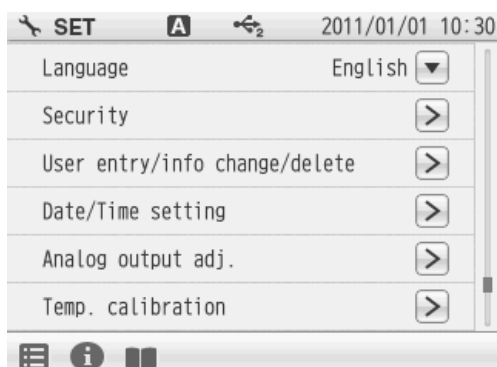 SET A 2 2011/01/01 10:30
Language English
Security
User entry/info change/delete
Date/Time setting
Analog output adj.
Temp. calibration